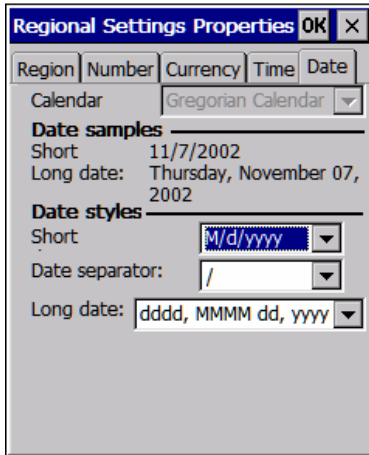 Regional Settings Properties OK ×
Region Number Currency Time Date
Calendar Gregorian Calendar
Date samples
Short 11/7/2002
Long date: Thursday, November 07,
2002
Date styles
Short M/d/yyyy
Date separator: /
Long date: dddd, MMMM dd, yyyy